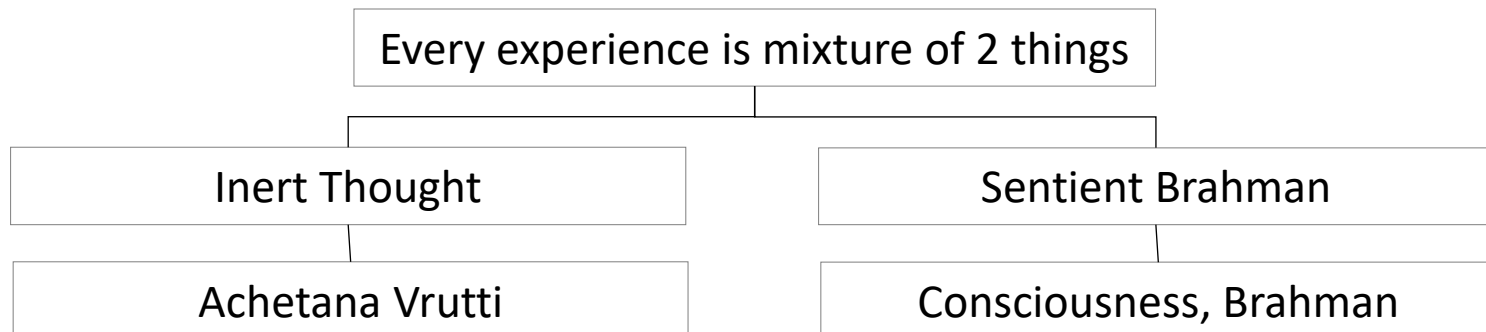 Every experience is mixture of 2 things
Inert Thought
Sentient Brahman
Achetana Vrutti
Consciousness, Brahman